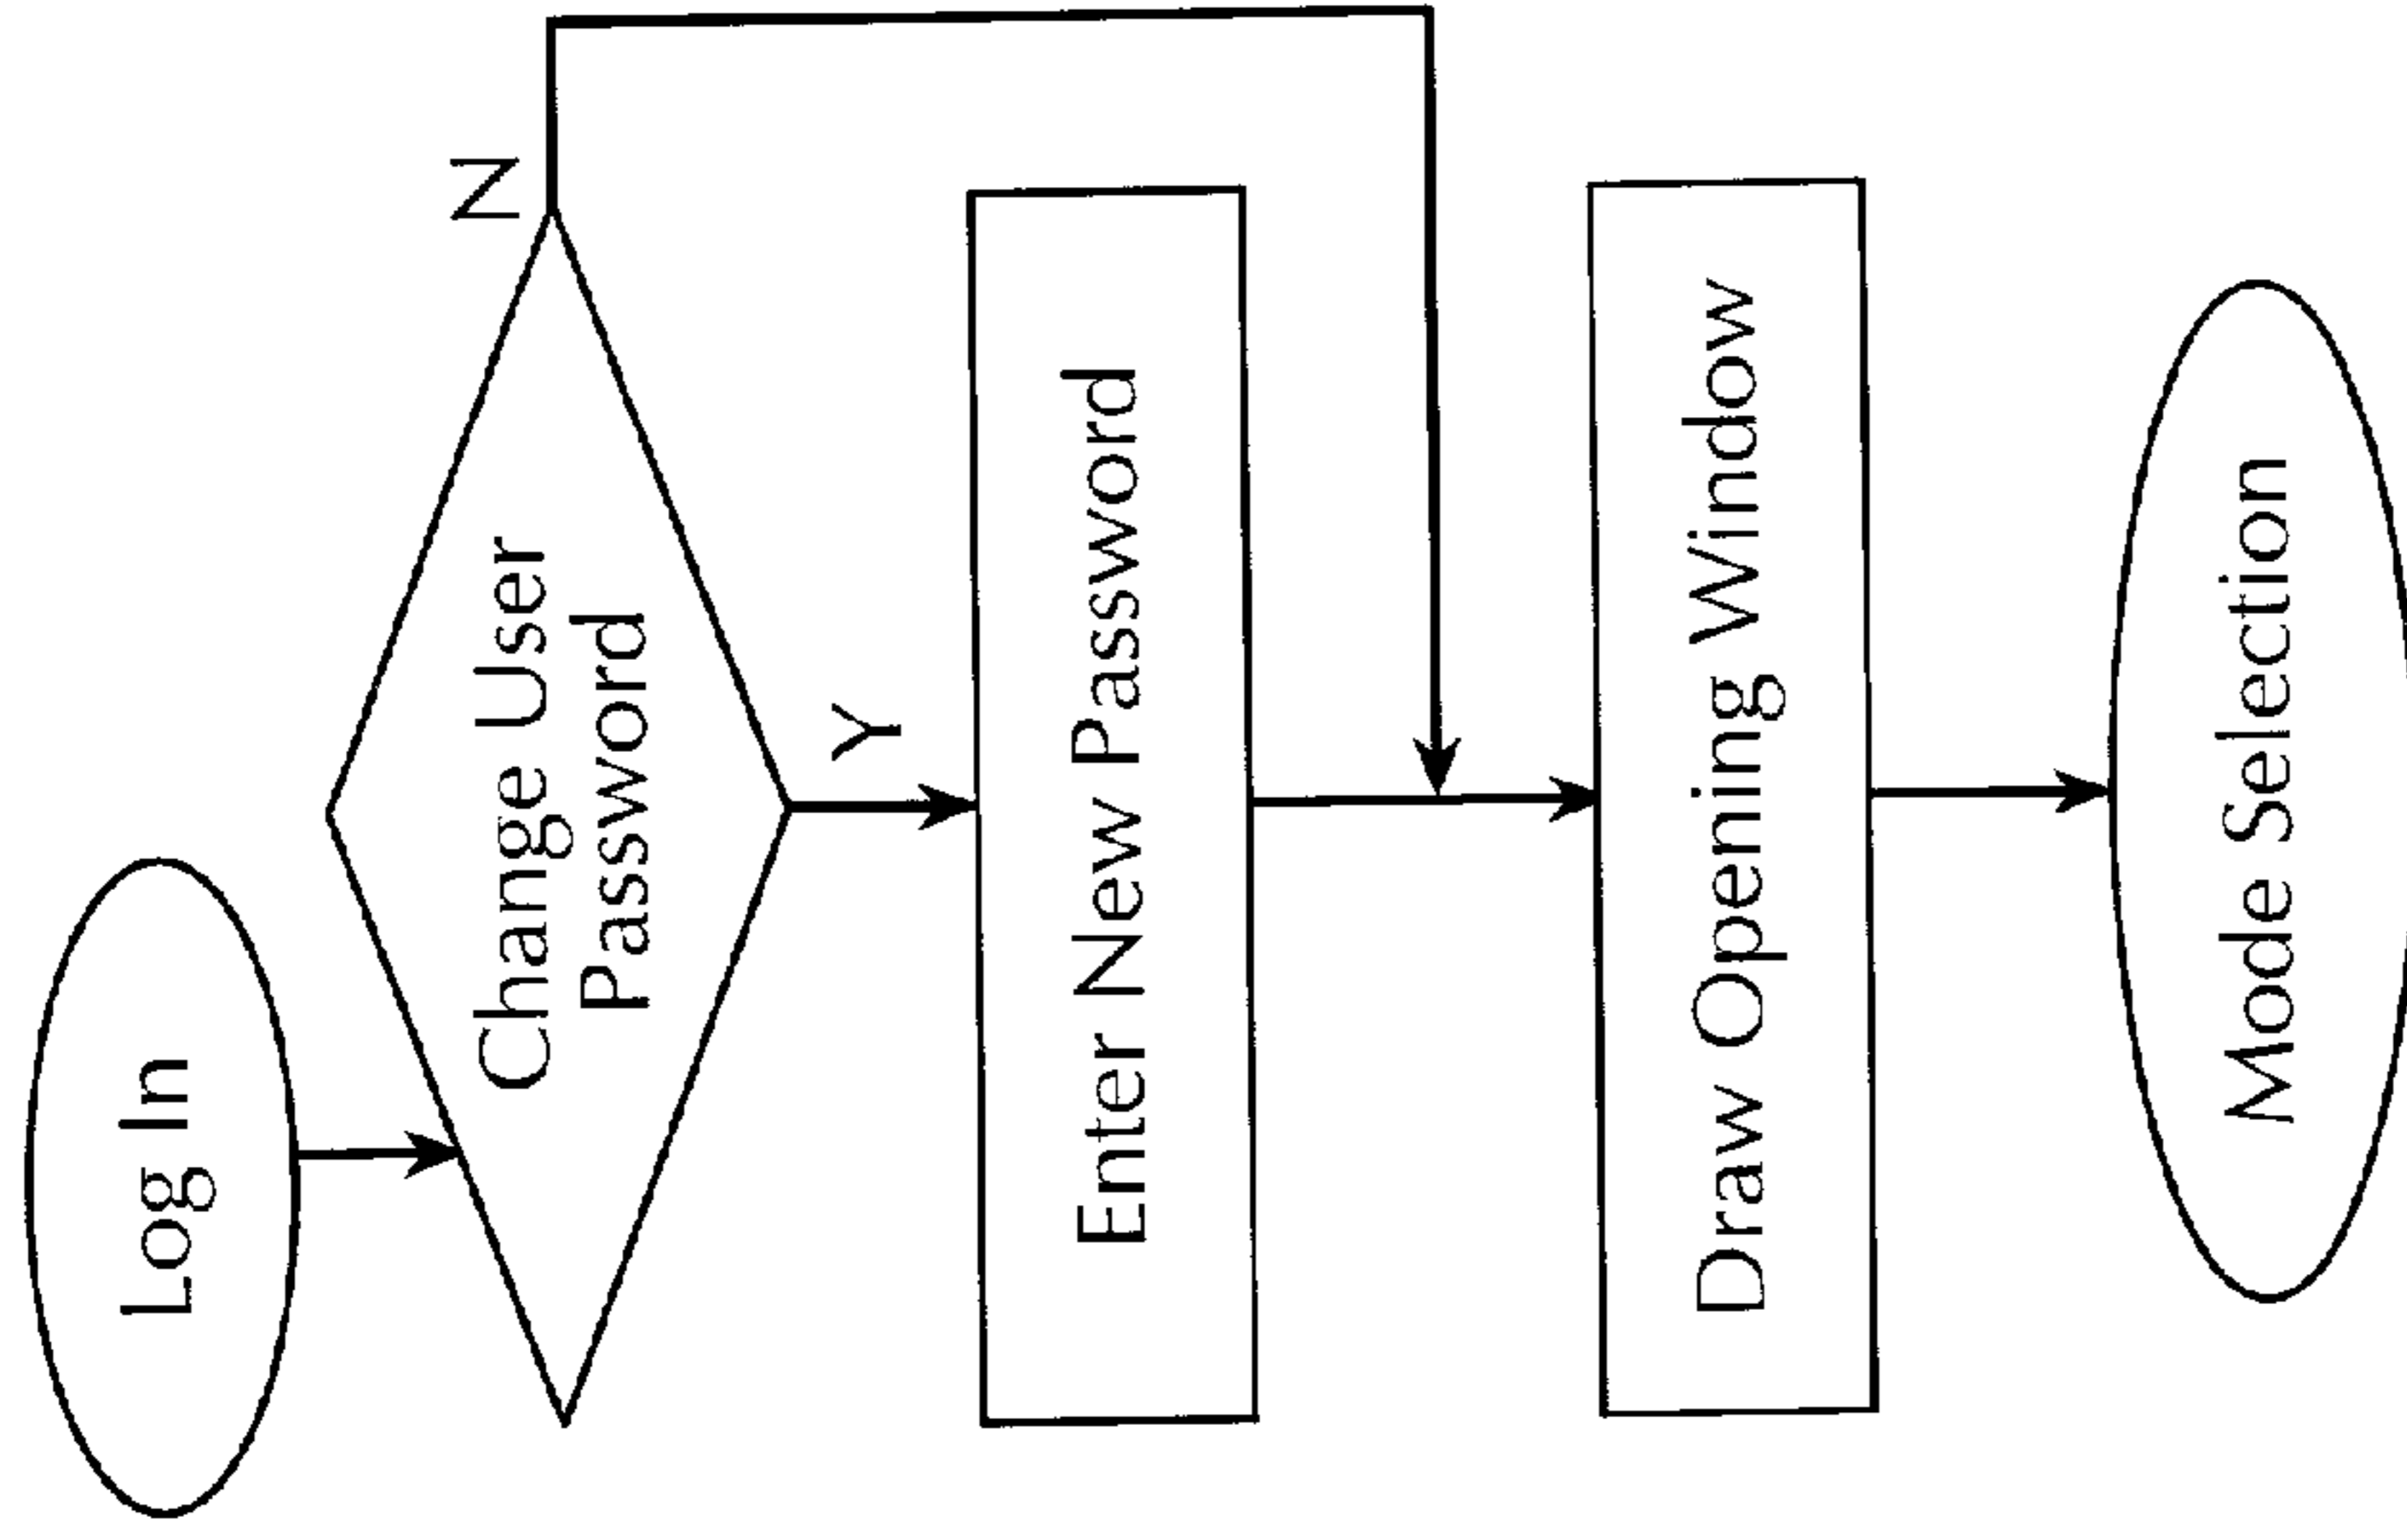 Log In
Change User
Password
N
Y
Enter New Password
Draw Opening Window
Mode Selection